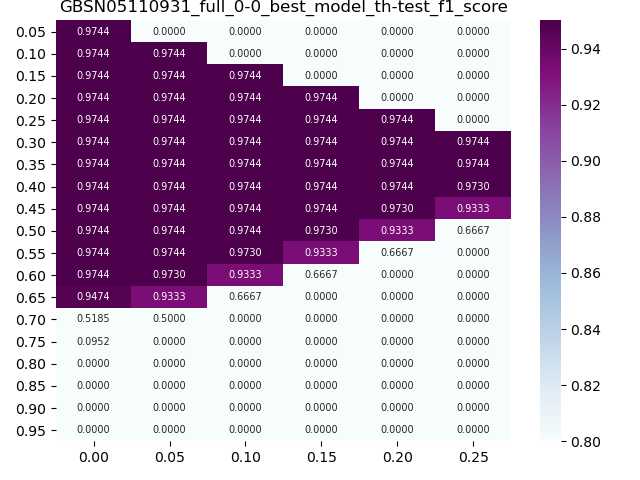 GBSN05110931_full_0-0_best_model_th-test_f1_score
0.05 0.9744 0.0000 0.0000 0.0000 0.0000 0.0000
0.10 0.9744 0.9744 0.0000 0.0000 0.0000 0.0000
0.15 0.9744 0.9744 0.9744 0.0000 0.0000 0.0000
0.20 0.9744 0.9744 0.9744 0.9744 0.0000 0.0000
0.25 0.9744 0.9744 0.9744 0.9744 0.9744 0.0000
0.30 0.9744 0.9744 0.9744 0.9744 0.9744 0.9744
0.35 0.9744 0.9744 0.9744 0.9744 0.9744 0.9744
0.40 0.9744 0.9744 0.9744 0.9744 0.9744 0.9730
0.45 0.9744 0.9744 0.9744 0.9744 0.9730 0.9333
0.50 0.9744 0.9744 0.9744 0.9730 0.9333 0.6667
0.55 0.9744 0.9744 0.9730 0.9333 0.6667 0.0000
0.60 0.9744 0.9730 0.9333 0.6667 0.0000 0.0000
0.65 0.9474 0.9333 0.6667 0.0000 0.0000 0.0000
0.70 0.5185 0.5000 0.0000 0.0000 0.0000 0.0000
0.75 0.0952 0.0000 0.0000 0.0000 0.0000 0.0000
0.80 0.0000 0.0000 0.0000 0.0000 0.0000 0.0000
0.85 0.0000 0.0000 0.0000 0.0000 0.0000 0.0000
0.90 0.0000 0.0000 0.0000 0.0000 0.0000 0.0000
0.95 0.0000 0.0000 0.0000 0.0000 0.0000 0.0000
0.00 0.05 0.10 0.15 0.20 0.25
0.94
0.92
0.90
0.88
0.86
0.84
0.82
0.80